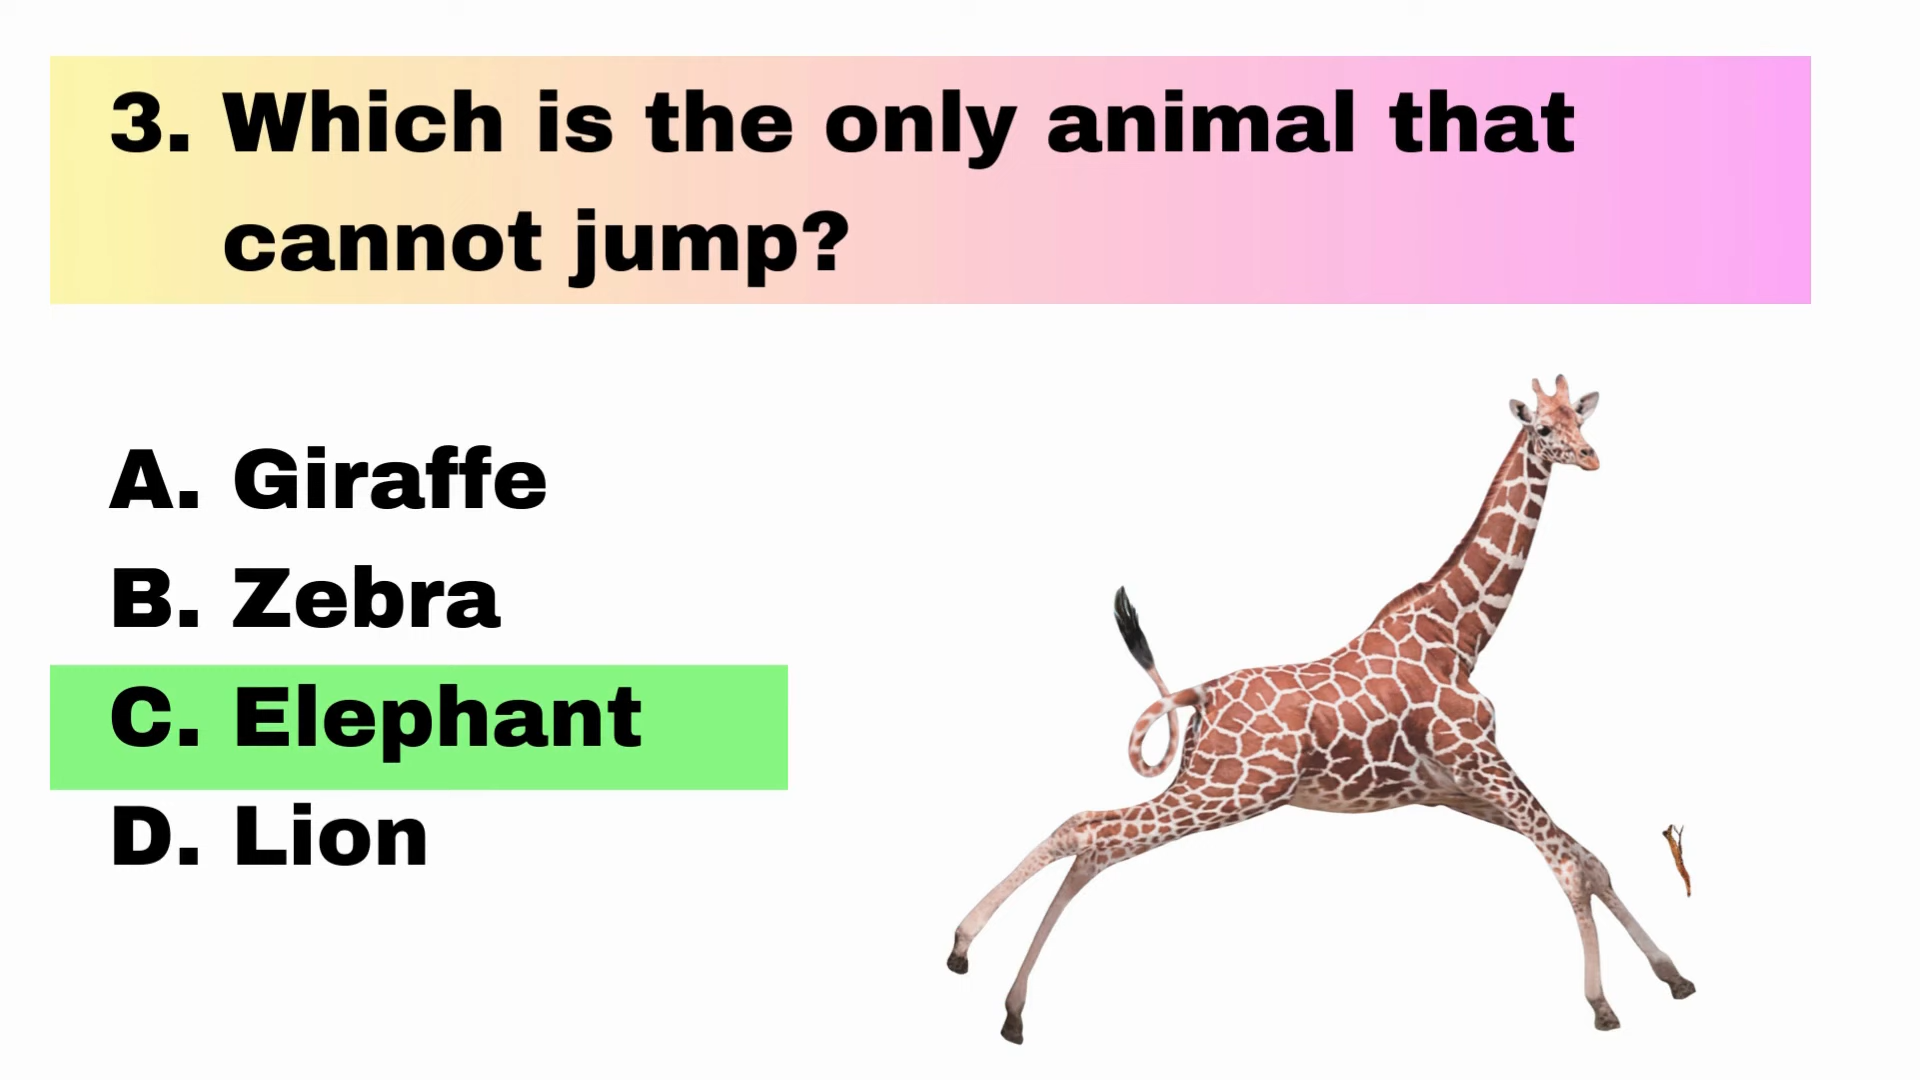 3. Which is the only animal that
cannot jump?
A. Giraffe
B. Zebra
C. Elephant
D. Lion